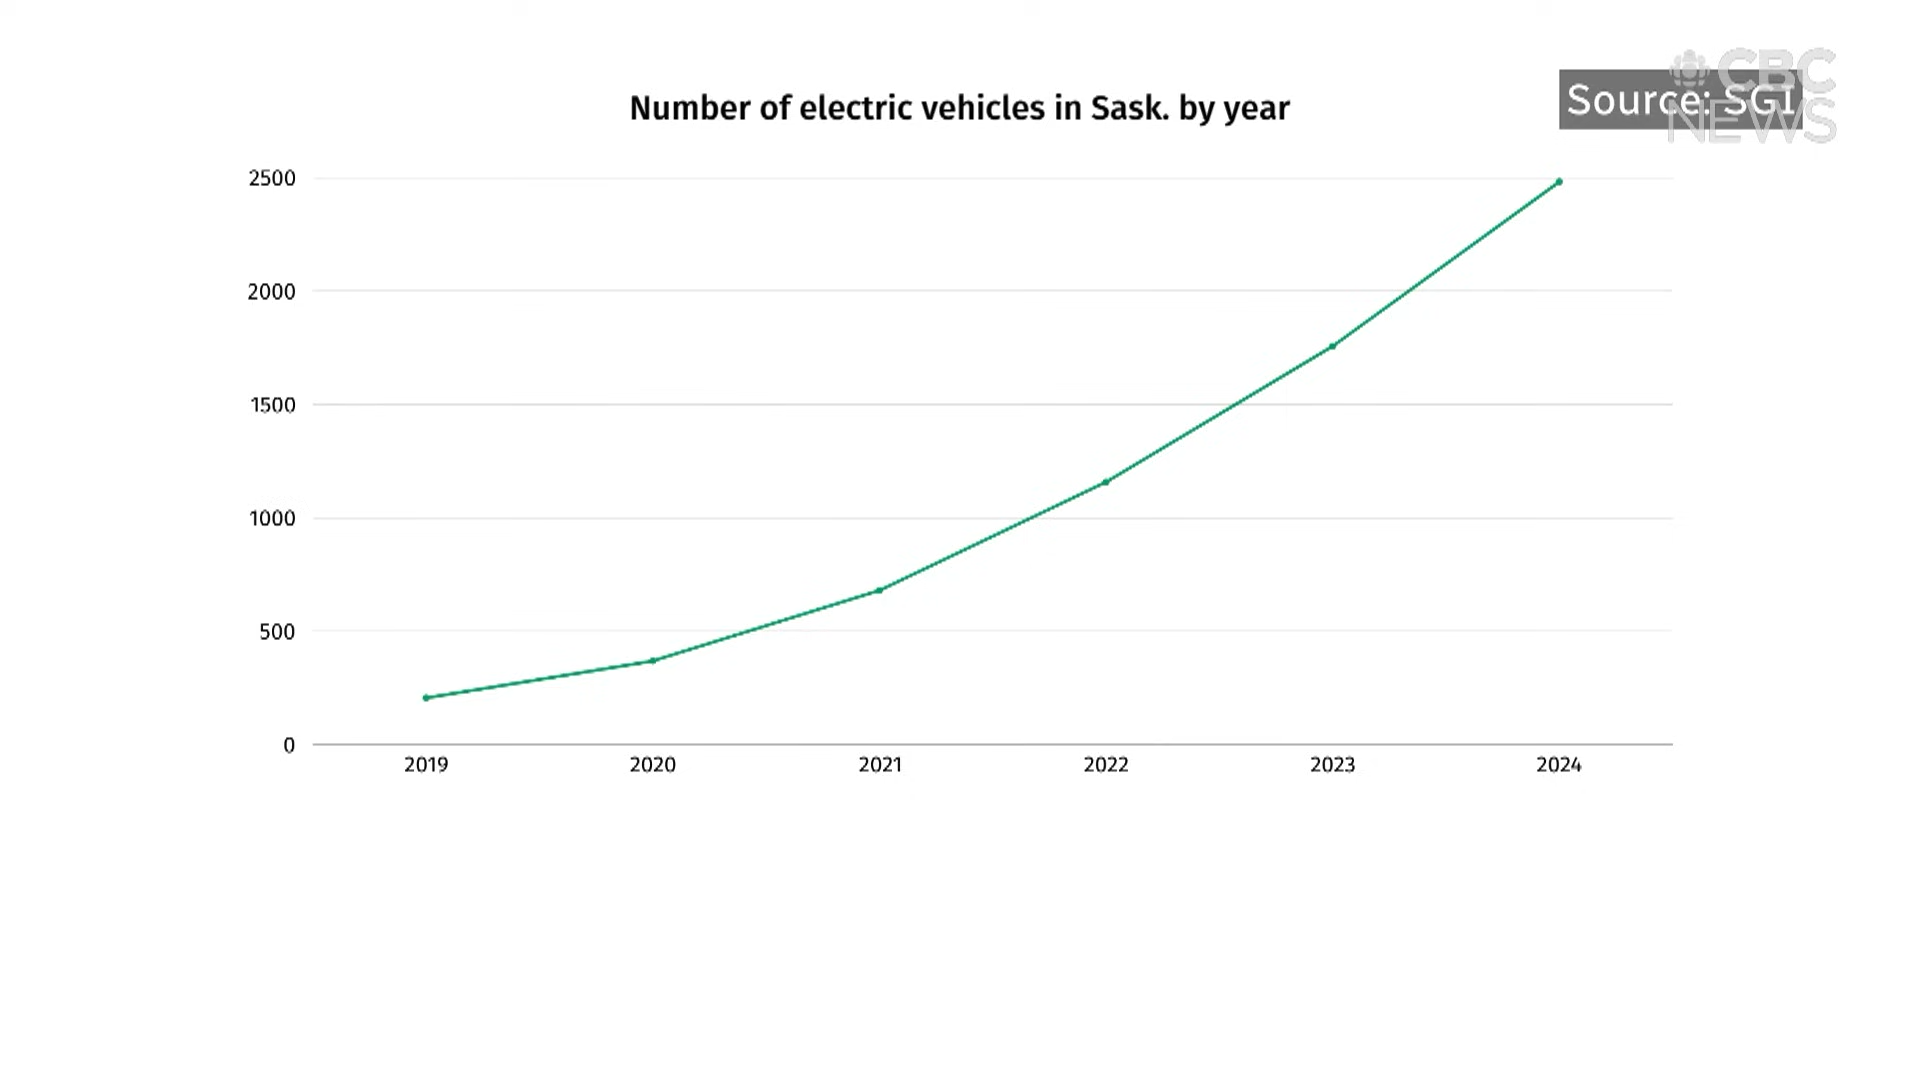 CBC
NEWS
Source: SGI
Number of electric vehicles in Sask. by year
2500
2000
1500
1000
500
0
2019 2020 2021 2022 2023 2024